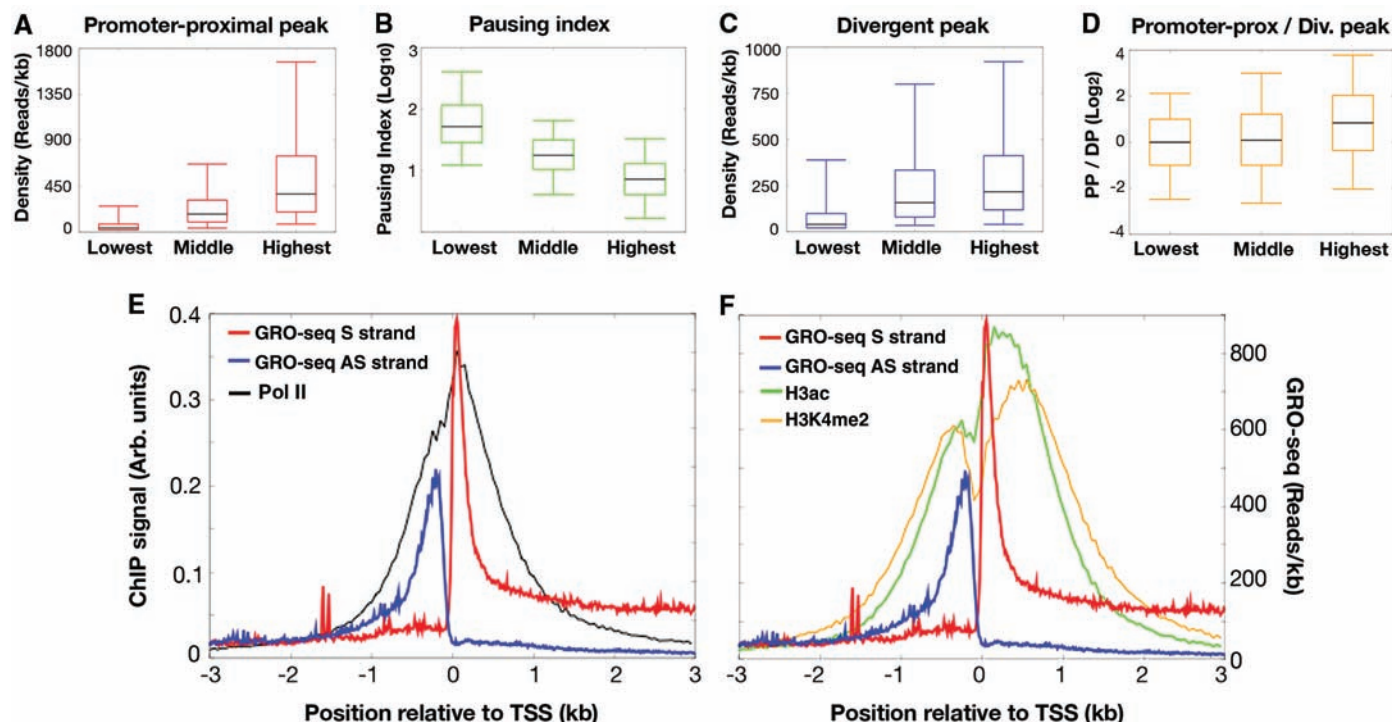 A Promoter-proximal peak
Density (Reads/kb)
1800
1350
900
450
0
Lowest Middle Highest
B Pausing index
Pausing Index (Log10)
3
2
1
Lowest Middle Highest
C Divergent peak
Density (Reads/kb)
1000
750
500
250
0
Lowest Middle Highest
D Promoter-prox / Div. peak
PP / DP (Log2)
4
2
0
-2
-4
Lowest Middle Highest
E
ChIP signal (Arb. units)
0.4
0.3
0.2
0.1
0
GRO-seq S strand
GRO-seq AS strand
Pol II
-3 -2 -1 0 1 2 3
Position relative to TSS (kb)
F
GRO-seq S strand
GRO-seq AS strand
H3ac
H3K4me2
800
600
400
200
0
GRO-seq (Reads/kb)
-3 -2 -1 0 1 2 3
Position relative to TSS (kb)